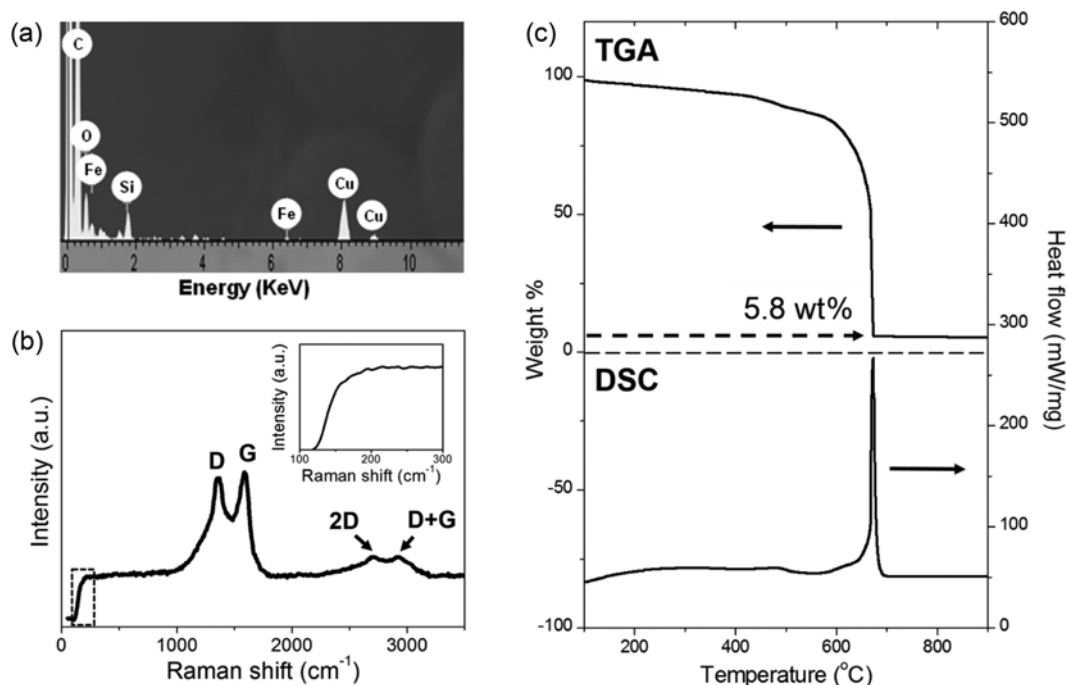 (a)
C
O
Fe
Si
Fe
Cu
Cu
0 2 4 6 8 10
Energy (KeV)
(b)
Intensity (a.u.)
D
G
2D
D+G
0 1000 2000 3000
Raman shift (cm⁻¹)
Intensity (a.u.)
100 200 300
Raman shift (cm⁻¹)
(c)
TGA
5.8 wt%
DSC
Weight %
100
50
0
-50
-100
200 400 600 800
Temperature (°C)
600
500
400
300
200
100
0
Heat flow (mW/mg)